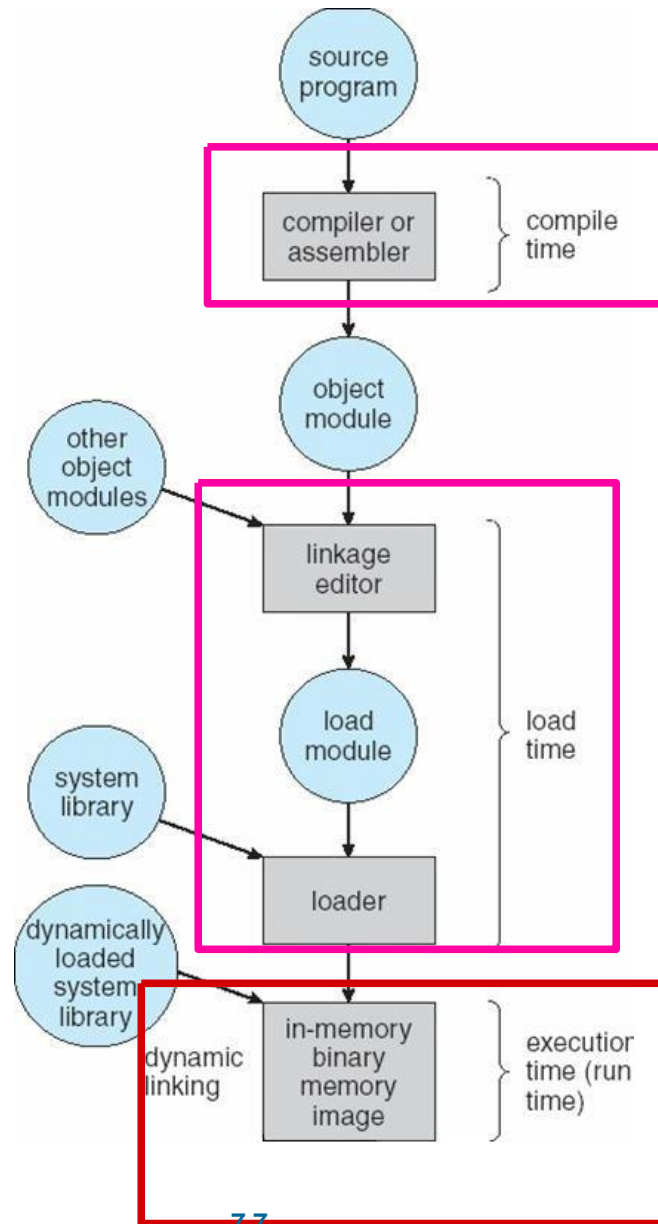 source
program
compiler or
assembler
compile
time
object
module
other
object
modules
linkage
editor
load
module
load
time
system
library
loader
dynamically
loaded
system
library
dynamic
linking
in-memory
binary
memory
image
execution
time (run
time)